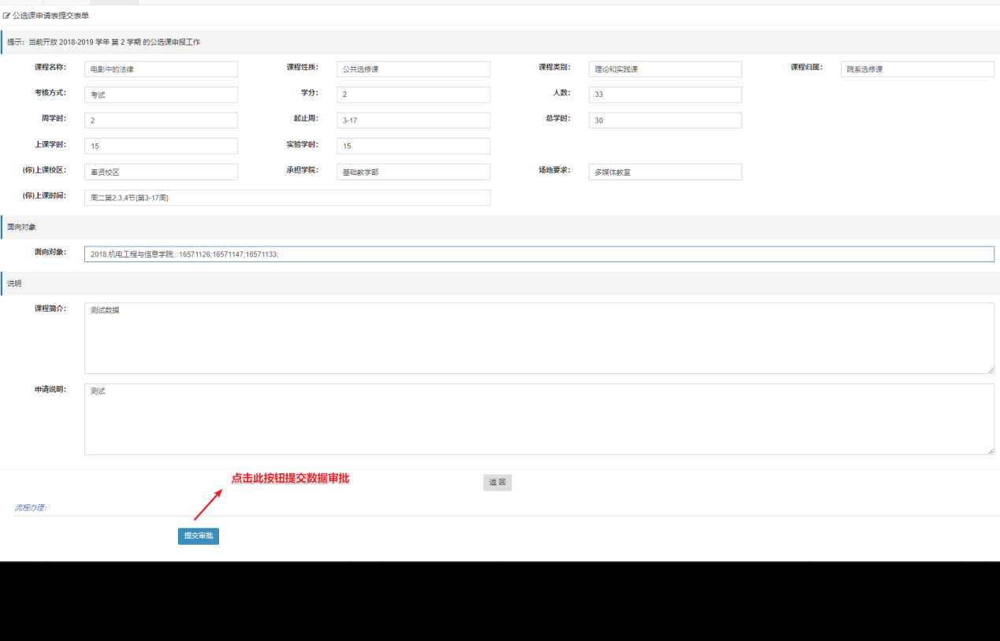 公选课申请表提交表单
提示：当前开放 2018-2019 学年 第 2 学期 的公选课申报工作
课程名称： 电影中的法律 课程性质： 公共选修课 课程类别： 理论和实践课 课程归属： 院系选修课
考核方式： 考试 学分： 2 人数： 33
周学时： 2 起止周： 3-17 总学时： 30
上课学时： 15 实验学时： 15
(你)上课校区： 奉贤校区 承担学院： 基础教学部 场地要求： 多媒体教室
(你)上课时间： 周二第2,3,4节{第3-17周}
面向对象
面向对象： 2018,机电工程与信息学院;::16571126;16571147;16571133;
说明
课程简介： 测试数据
申请说明： 测试
点击此按钮提交数据审批
返 回
流程办理:
提交审批